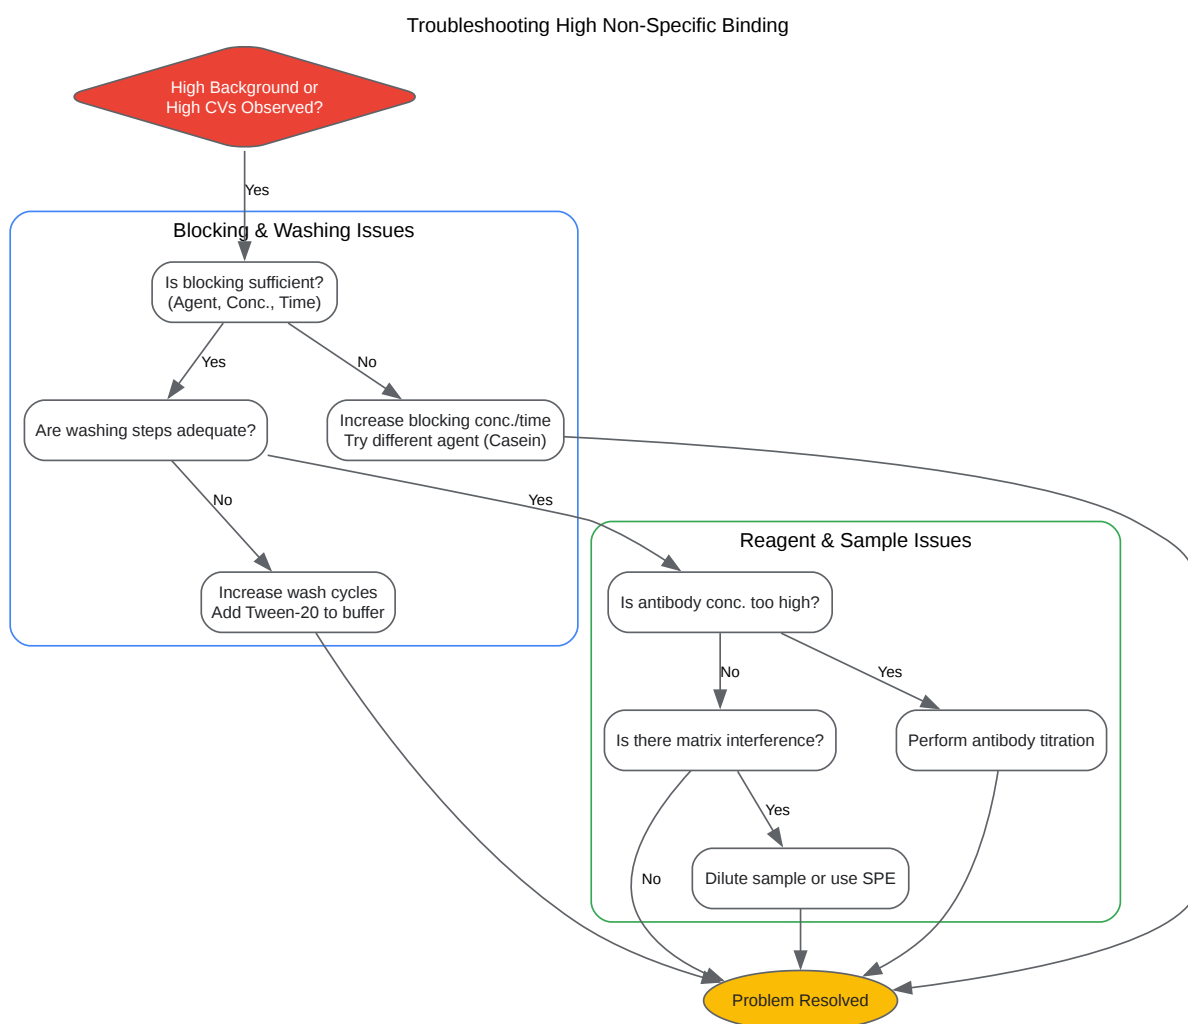 Troubleshooting High Non-Specific Binding
High Background or
High CVs Observed?
Yes
Blocking & Washing Issues
Is blocking sufficient?
(Agent, Conc., Time)
Yes
No
Are washing steps adequate?
Increase blocking conc./time
Try different agent (Casein)
No
Yes
Reagent & Sample Issues
Increase wash cycles
Add Tween-20 to buffer
Is antibody conc. too high?
No
Yes
Is there matrix interference?
Perform antibody titration
Yes
No
Dilute sample or use SPE
Problem Resolved